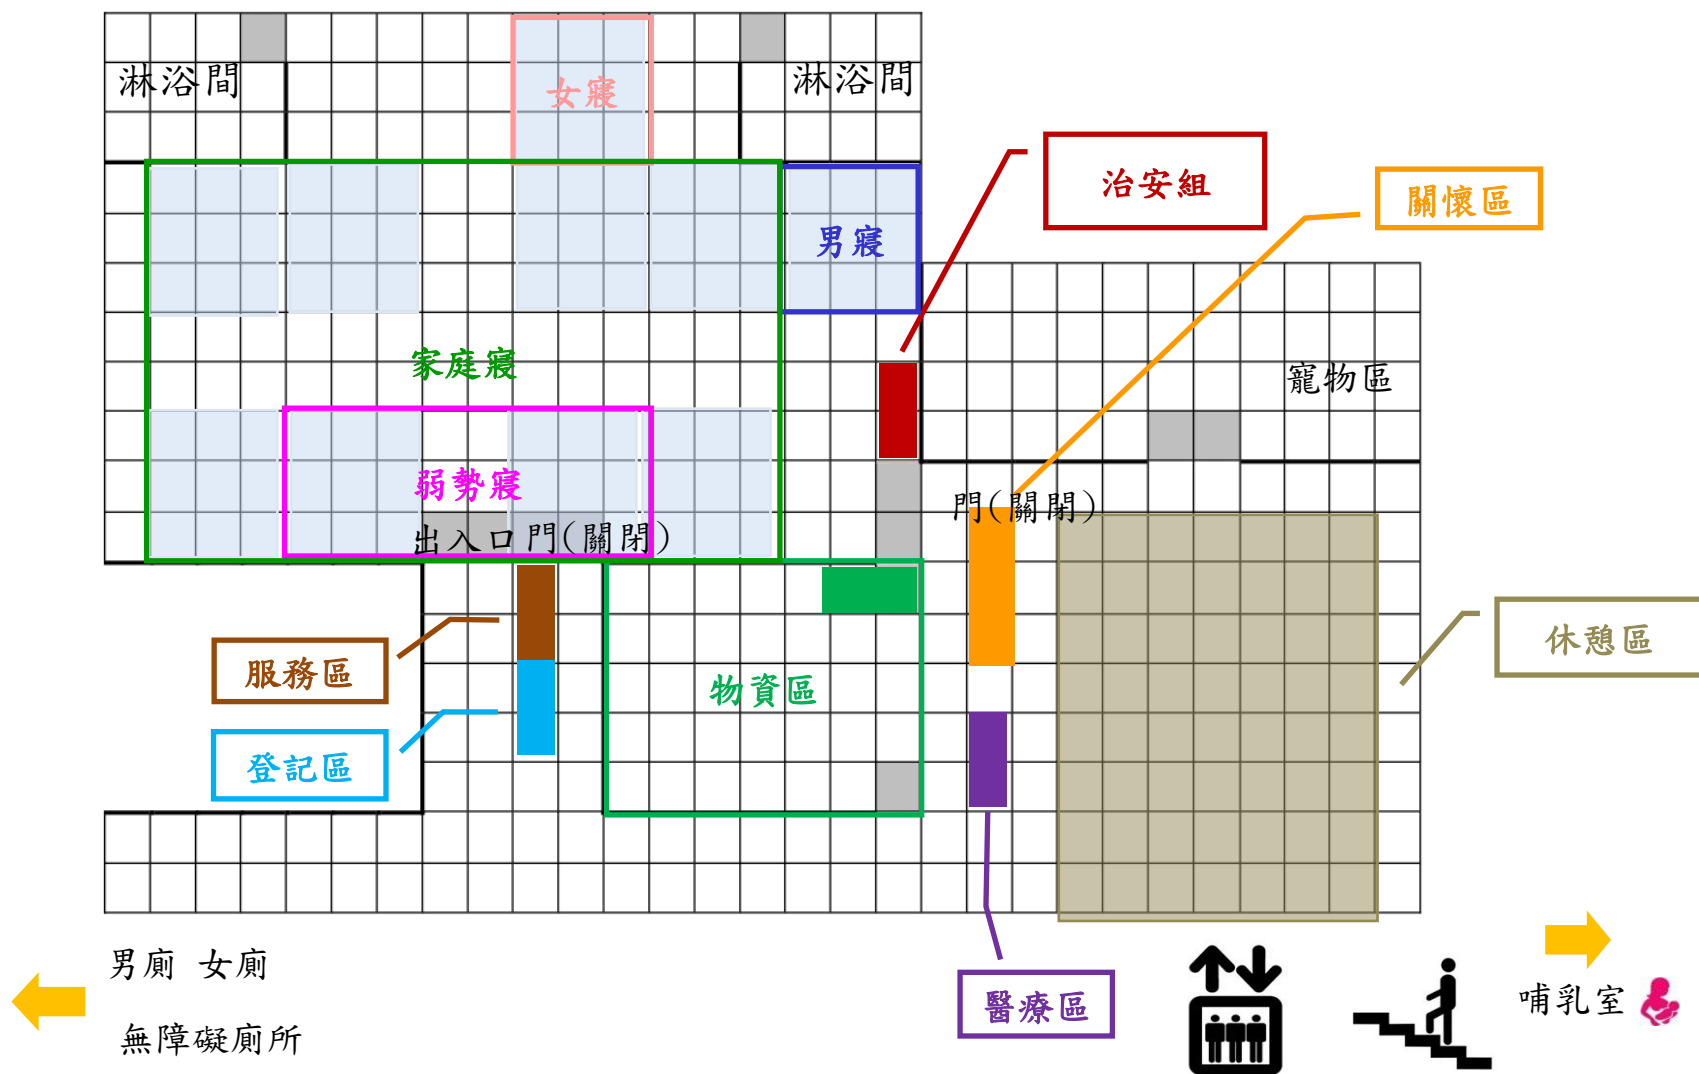 淋浴間
女寢
淋浴間
治安組
關懷區
男寢
家庭寢
寵物區
弱勢寢
門(關閉)
出入口門(關閉)
服務區
物資區
休憩區
登記區
男廁 女廁
無障礙廁所
醫療區
哺乳室